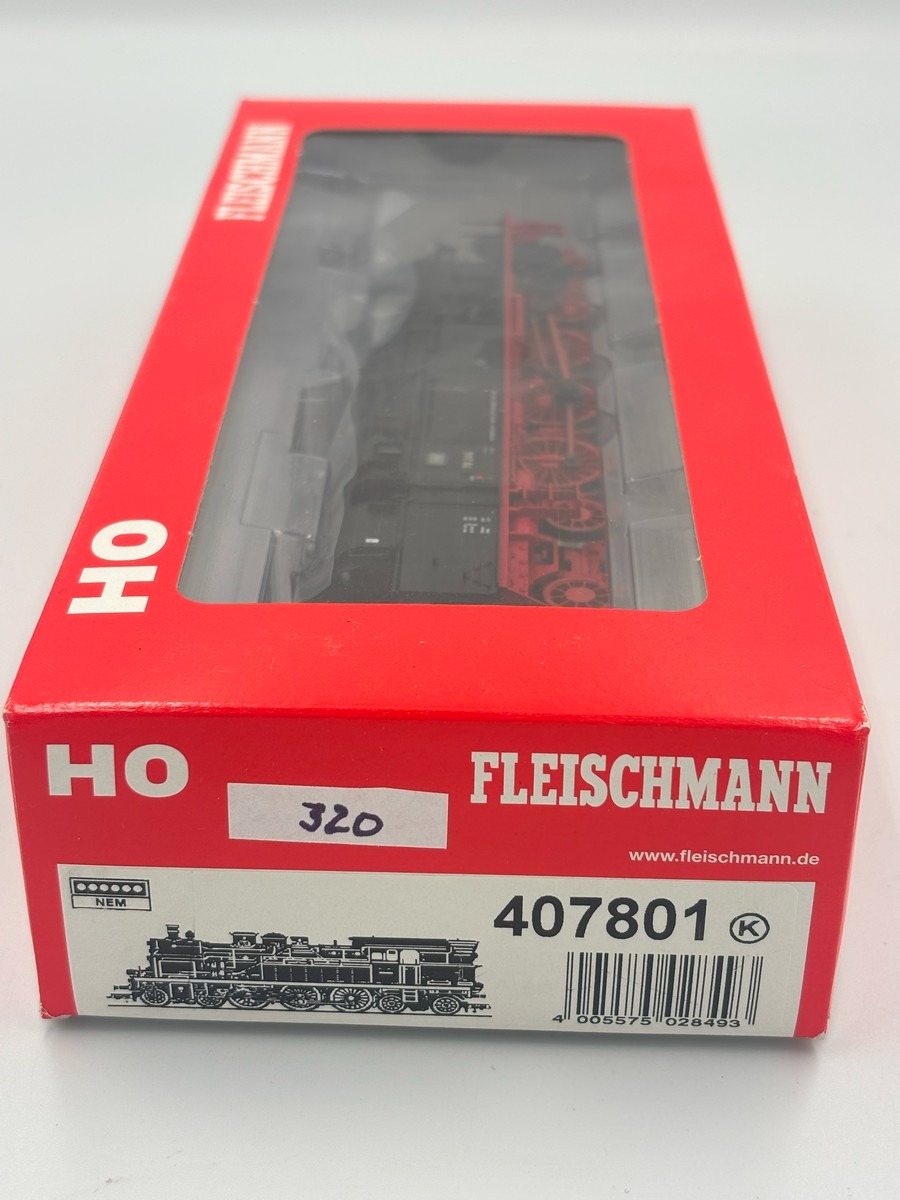 FLEISCHMANN
HO
HO
FLEISCHMANN
320
www.fleischmann.de
NEM
407801 K
4 005575 028493